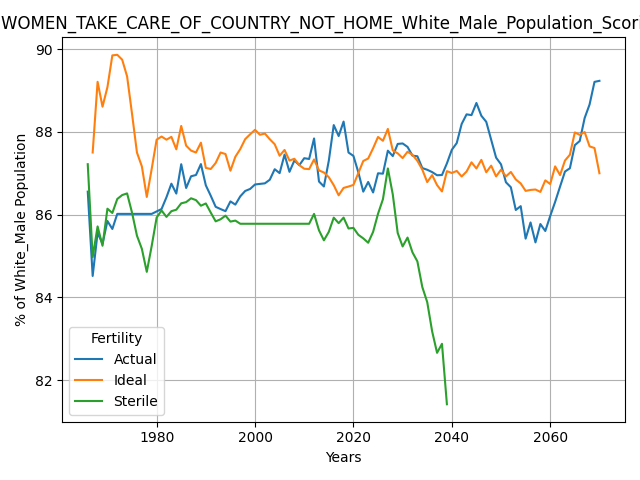 WOMEN_TAKE_CARE_OF_COUNTRY_NOT_HOME_White_Male_Population_Scor
90
88
86
84
82
% of White_Male Population
Fertility
Actual
Ideal
Sterile
1980
2000
2020
2040
2060
Years